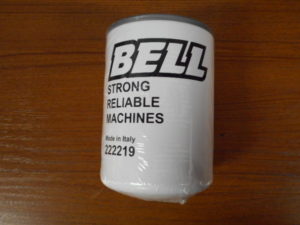 BELL
STRONG
RELIABLE
MACHINES
Made in Italy
222219